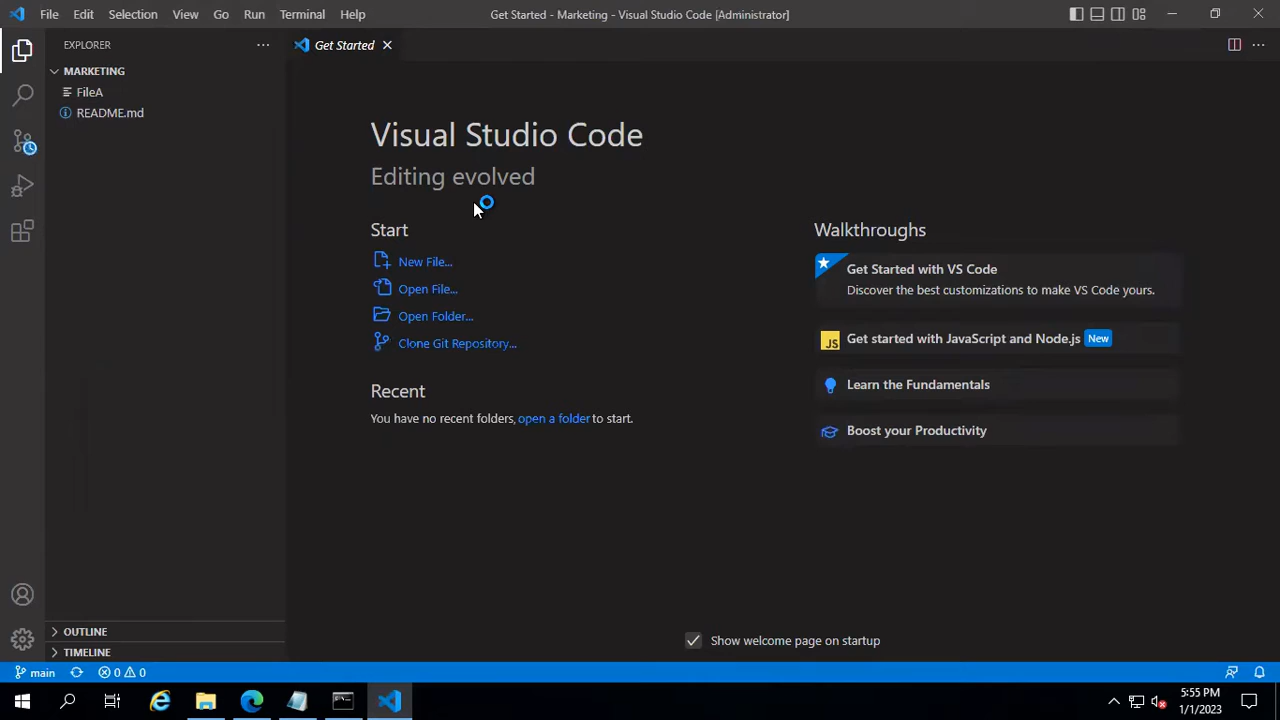 File Edit Selection View Go Run Terminal Help Get Started - Marketing - Visual Studio Code [Administrator]
EXPLORER
Get Started
MARKETING
FileA
README.md
Visual Studio Code
Editing evolved
Start
New File...
Open File...
Open Folder...
Clone Git Repository...
Recent
You have no recent folders, open a folder to start.
Walkthroughs
Get Started with VS Code
Discover the best customizations to make VS Code yours.
JS Get started with JavaScript and Node.js New
Learn the Fundamentals
Boost your Productivity
Show welcome page on startup
OUTLINE
TIMELINE
main 0 0
5:55 PM
1/1/2023